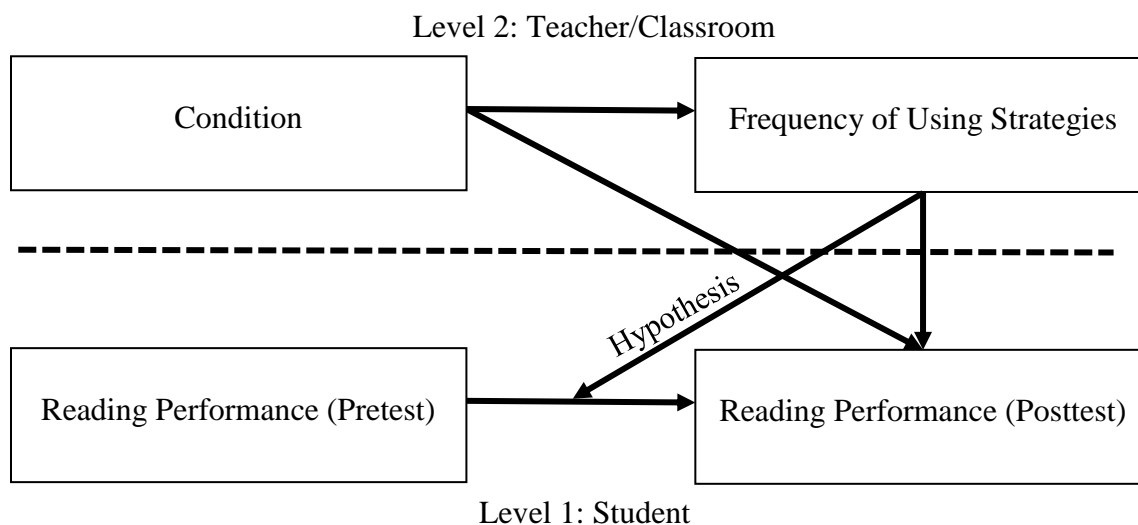 Level 2: Teacher/Classroom
Condition
Frequency of Using Strategies
Hypothesis
Reading Performance (Pretest)
Reading Performance (Posttest)
Level 1: Student